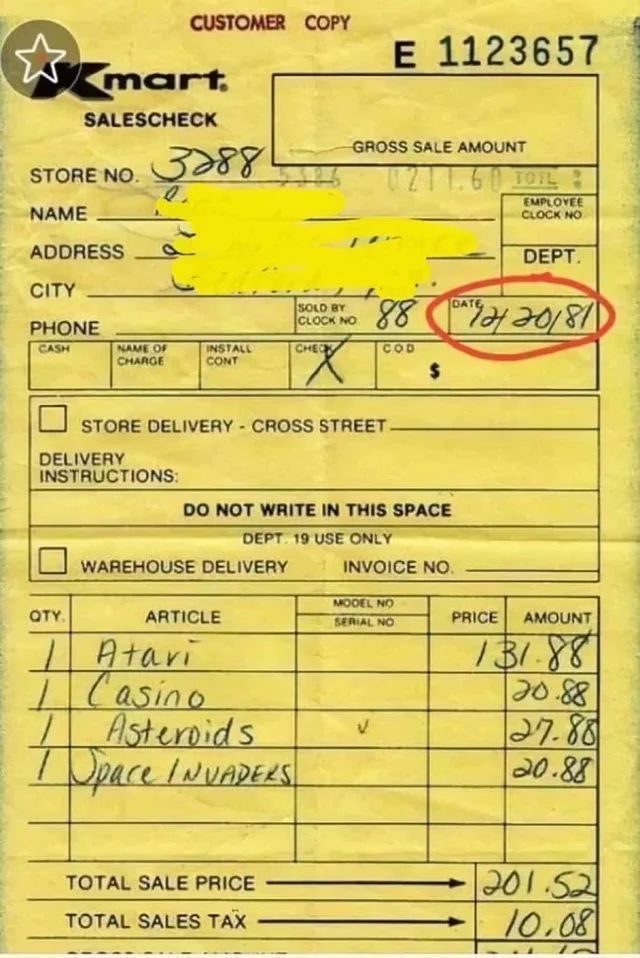 CUSTOMER COPY
E 1123657
Kmart
SALESCHECK
GROSS SALE AMOUNT
STORE NO. 3288
0211.60 TOTL
NAME
EMPLOYEE
CLOCK NO
ADDRESS
DEPT.
CITY
PHONE
SOLD BY
CLOCK NO 88
DATE 12/20/81
CASH NAME OF CHARGE INSTALL CONT CHECK X C O D $
STORE DELIVERY - CROSS STREET
DELIVERY
INSTRUCTIONS:
DO NOT WRITE IN THIS SPACE
DEPT. 19 USE ONLY
WAREHOUSE DELIVERY INVOICE NO.
QTY. ARTICLE MODEL NO SERIAL NO PRICE AMOUNT
1 Atari 131.88
1 Casino 20.88
1 Asteroids 27.88
1 Space INVADERS 20.88
TOTAL SALE PRICE 201.52
TOTAL SALES TAX 10.08